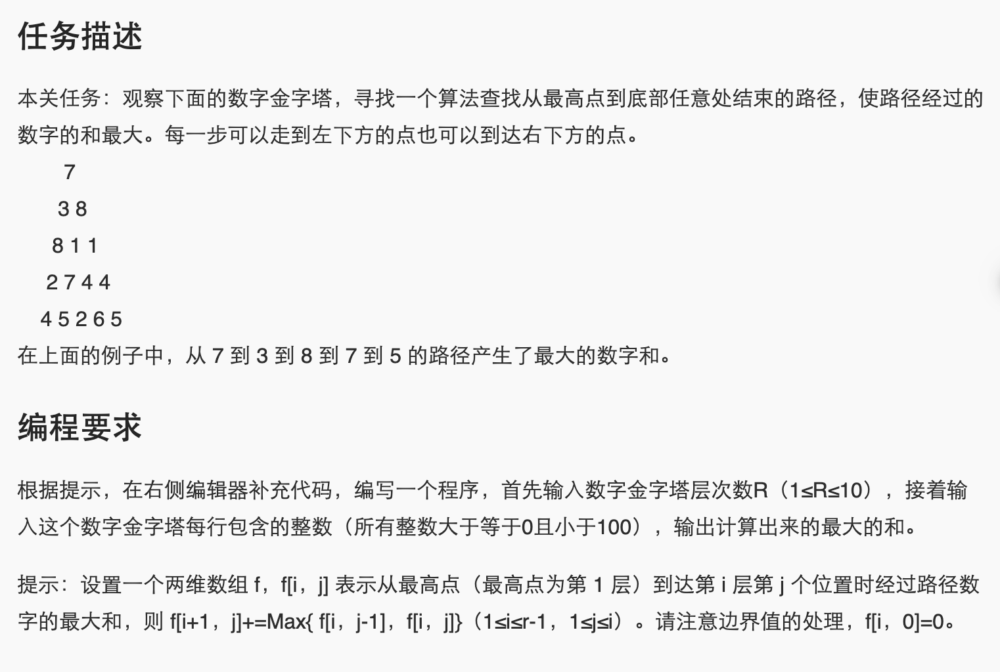 任务描述
本关任务：观察下面的数字金字塔，寻找一个算法查找从最高点到底部任意处结束的路径，使路径经过的
数字的和最大。每一步可以走到左下方的点也可以到达右下方的点。
7
3 8
8 1 1
2 7 4 4
4 5 2 6 5
在上面的例子中，从 7 到 3 到 8 到 7 到 5 的路径产生了最大的数字和。
编程要求
根据提示，在右侧编辑器补充代码，编写一个程序，首先输入数字金字塔层次数R（1≤R≤10），接着输
入这个数字金字塔每行包含的整数（所有整数大于等于0且小于100），输出计算出来的最大的和。
提示：设置一个两维数组 f，f[i，j] 表示从最高点（最高点为第 1 层）到达第 i 层第 j 个位置时经过路径数
字的最大和，则 f[i+1，j]+=Max{ f[i，j-1]，f[i，j]}（1≤i≤r-1，1≤j≤i）。请注意边界值的处理，f[i，0]=0。